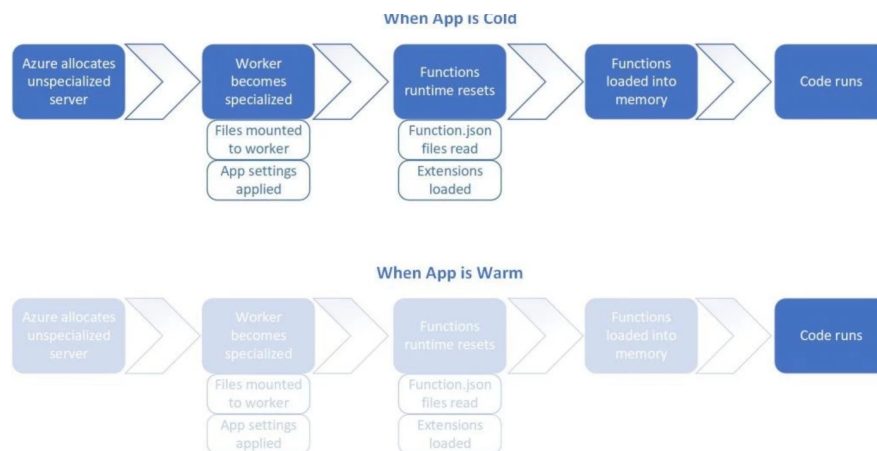 When App is Cold
Azure allocates
unspecialized
server
Worker
becomes
specialized
Functions
runtime resets
Functions
loaded into
memory
Code runs
Files mounted
to worker
Function.json
files read
App settings
applied
Extensions
loaded
When App is Warm
Azure allocates
unspecialized
server
Worker
becomes
specialized
Functions
runtime resets
Functions
loaded into
memory
Code runs
Files mounted
to worker
Function.json
files read
App settings
applied
Extensions
loaded